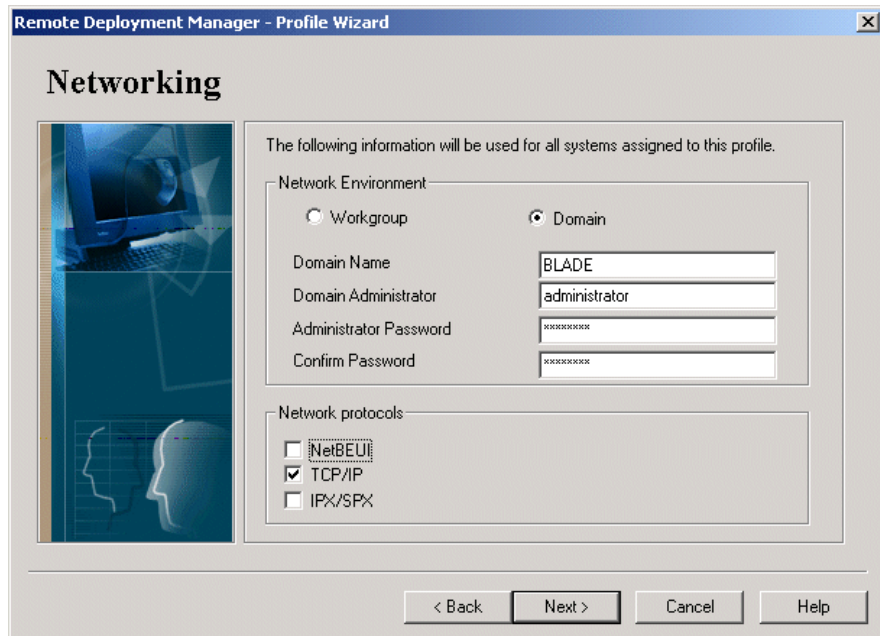 Remote Deployment Manager - Profile Wizard
Networking
The following information will be used for all systems assigned to this profile.
Network Environment
Workgroup
Domain
Domain Name
BLADE
Domain Administrator
administrator
Administrator Password
××××××××
Confirm Password
××××××××
Network protocols
NetBEUI
TCP/IP
IPX/SPX
< Back
Next >
Cancel
Help